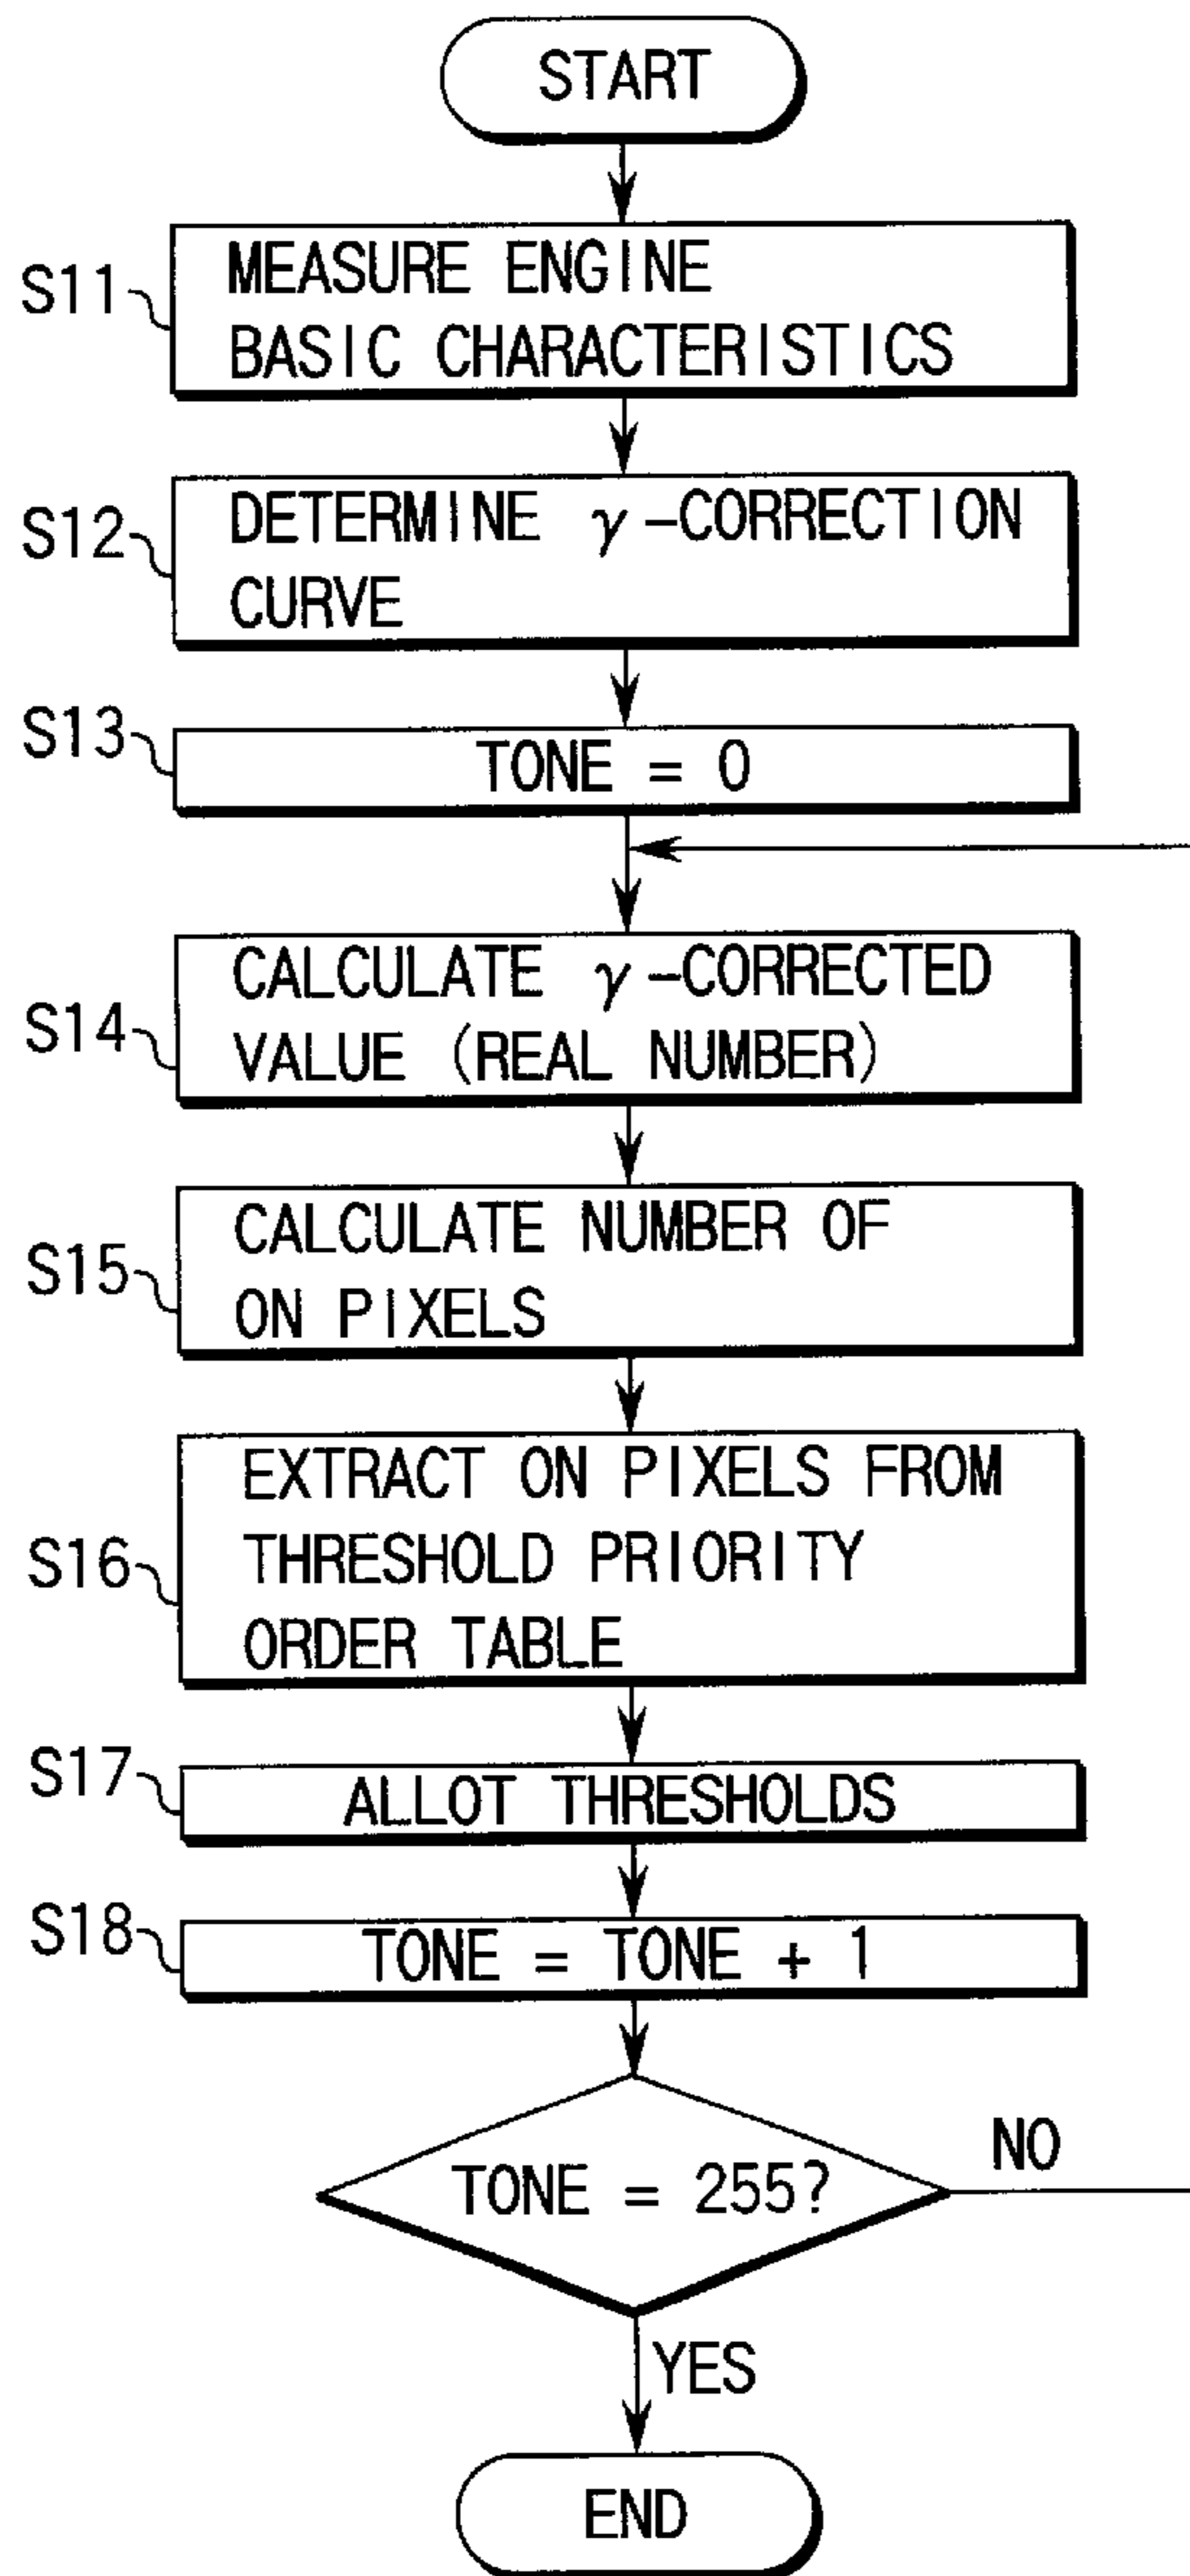 START
S11
MEASURE ENGINE
BASIC CHARACTERISTICS
S12
DETERMINE γ-CORRECTION
CURVE
S13
TONE = 0
S14
CALCULATE γ-CORRECTED
VALUE (REAL NUMBER)
S15
CALCULATE NUMBER OF
ON PIXELS
S16
EXTRACT ON PIXELS FROM
THRESHOLD PRIORITY
ORDER TABLE
S17
ALLOT THRESHOLDS
S18
TONE = TONE + 1
TONE = 255?
NO
YES
END